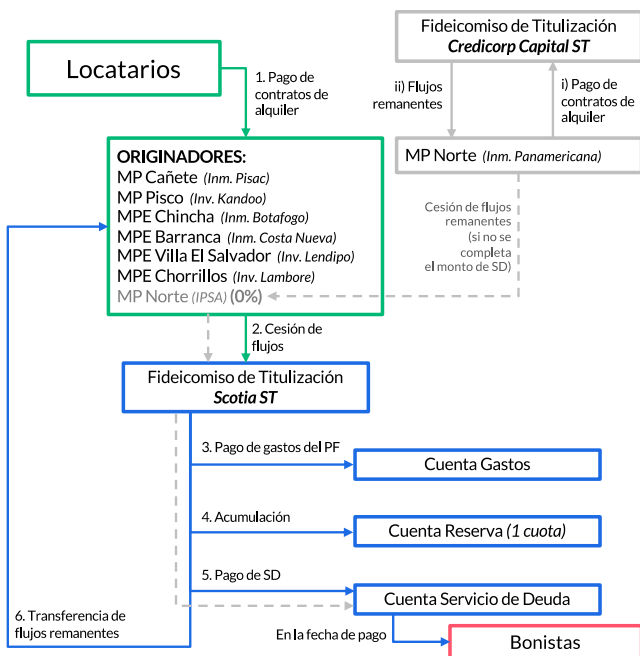 Fideicomiso de Titulización
Credicorp Capital ST
Locatarios
1. Pago de
contratos de
alquiler
ii) Flujos
remanentes
i) Pago de
contratos de
alquiler
MP Norte (Inm. Panamericana)
ORIGINADORES:
MP Cañete (Inm. Pisac)
MP Pisco (Inv. Kandoo)
MPE Chincha (Inm. Botafogo)
MPE Barranca (Inm. Costa Nueva)
MPE Villa El Salvador (Inv. Lendipo)
MPE Chorrillos (Inv. Lambore)
MP Norte (IPSA) (0%)
Cesión de flujos
remanentes
(si no se
completa
el monto de SD)
2. Cesión de
flujos
Fideicomiso de Titulización
Scotia ST
3. Pago de gastos del PF
Cuenta Gastos
4. Acumulación
Cuenta Reserva (1 cuota)
5. Pago de SD
Cuenta Servicio de Deuda
6. Transferencia de
flujos remanentes
En la fecha de pago
Bonistas